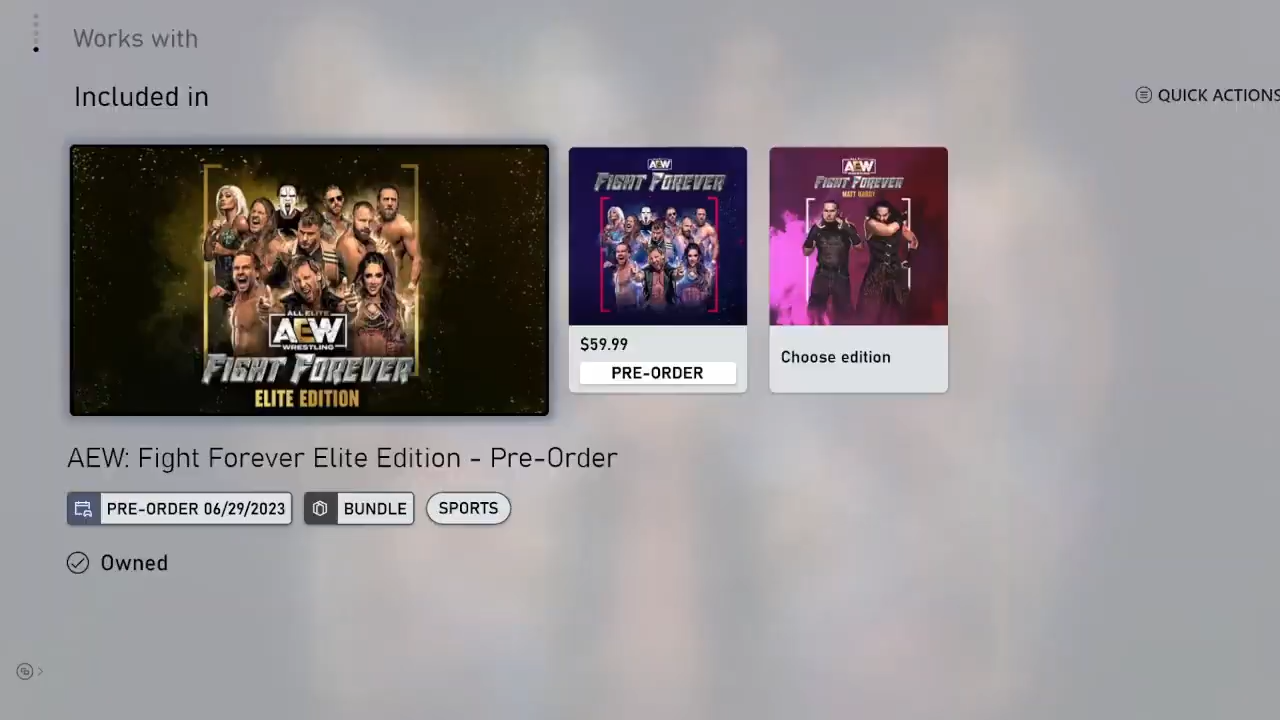 Works with
Included in
QUICK ACTIONS
ALL ELITE
AEW
WRESTLING
FIGHT FOREVER
ELITE EDITION
AEW
FIGHT FOREVER
$59.99
PRE-ORDER
AEW
FIGHT FOREVER
MATT HARDY
Choose edition
AEW: Fight Forever Elite Edition - Pre-Order
PRE-ORDER 06/29/2023
BUNDLE
SPORTS
Owned